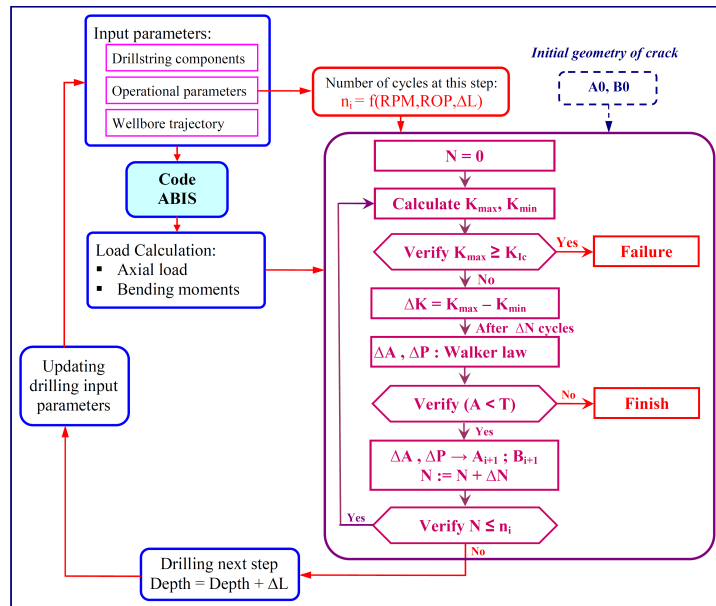 Input parameters:
Drillstring components
Operational parameters
Wellbore trajectory
Number of cycles at this step:
nᵢ = f(RPM,ROP,ΔL)
Initial geometry of crack
A0, B0
Code
ABIS
Load Calculation:
▪ Axial load
▪ Bending moments
N = 0
Calculate Kmax, Kmin
Verify Kmax ≥ KIc
Yes
Failure
No
ΔK = Kmax – Kmin
After ΔN cycles
ΔA , ΔP : Walker law
Verify (A < T)
No
Finish
Yes
ΔA , ΔP → Ai+1 ; Bi+1
N := N + ΔN
Verify N ≤ ni
Yes
No
Updating
drilling input
parameters
Drilling next step
Depth = Depth + ΔL